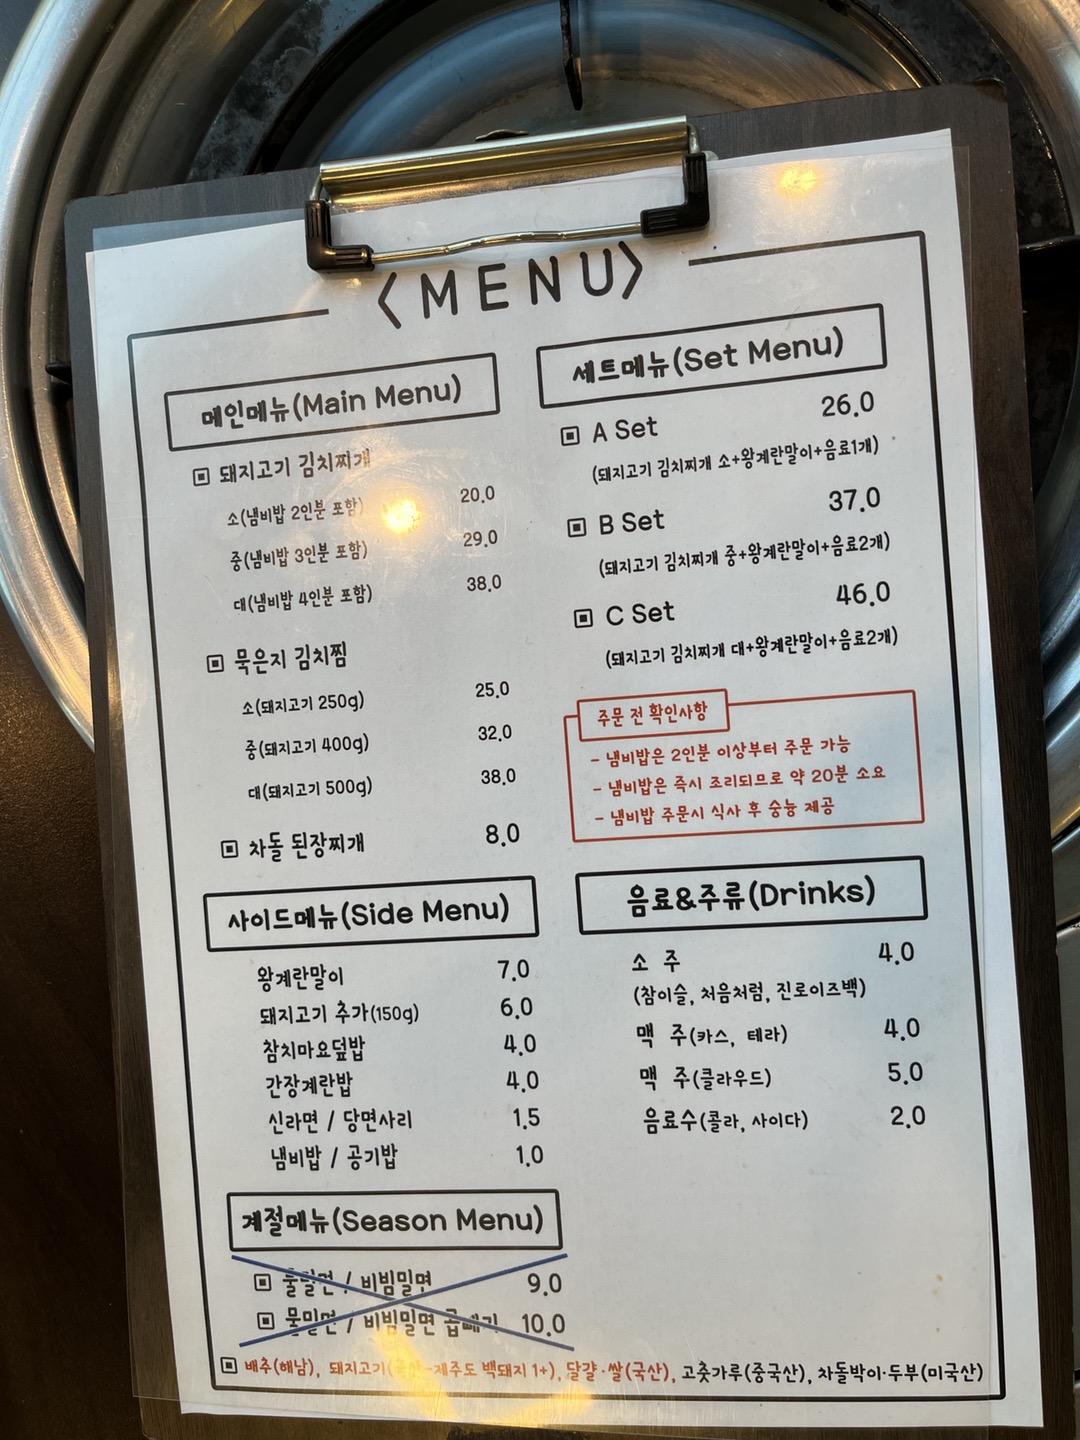 <MENU>
메인메뉴(Main Menu)
▣ 돼지고기 김치찌개
소(냄비밥 2인분 포함) 20.0
중(냄비밥 3인분 포함) 29.0
대(냄비밥 4인분 포함) 38.0
▣ 묵은지 김치찜
소(돼지고기 250g) 25.0
중(돼지고기 400g) 32.0
대(돼지고기 500g) 38.0
▣ 차돌 된장찌개 8.0
사이드메뉴(Side Menu)
왕계란말이 7.0
돼지고기 추가(150g) 6.0
참치마요덮밥 4.0
간장계란밥 4.0
신라면 / 당면사리 1.5
냄비밥 / 공기밥 1.0
계절메뉴(Season Menu)
▣ 물밀면 / 비빔밀면 9.0
▣ 물밀면 / 비빔밀면 곱빼기 10.0
세트메뉴(Set Menu)
▣ A Set 26.0
(돼지고기 김치찌개 소+왕계란말이+음료1개)
▣ B Set 37.0
(돼지고기 김치찌개 중+왕계란말이+음료2개)
▣ C Set 46.0
(돼지고기 김치찌개 대+왕계란말이+음료2개)
주문 전 확인사항
- 냄비밥은 2인분 이상부터 주문 가능
- 냄비밥은 즉시 조리되므로 약 20분 소요
- 냄비밥 주문시 식사 후 숭늉 제공
음료&주류(Drinks)
소 주 4.0
(참이슬, 처음처럼, 진로이즈백)
맥 주(카스, 테라) 4.0
맥 주(클라우드) 5.0
음료수(콜라, 사이다) 2.0
▣ 배추(해남), 돼지고기(국산-제주도 백돼지 1+), 달걀·쌀(국산), 고춧가루(중국산), 차돌박이·두부(미국산)